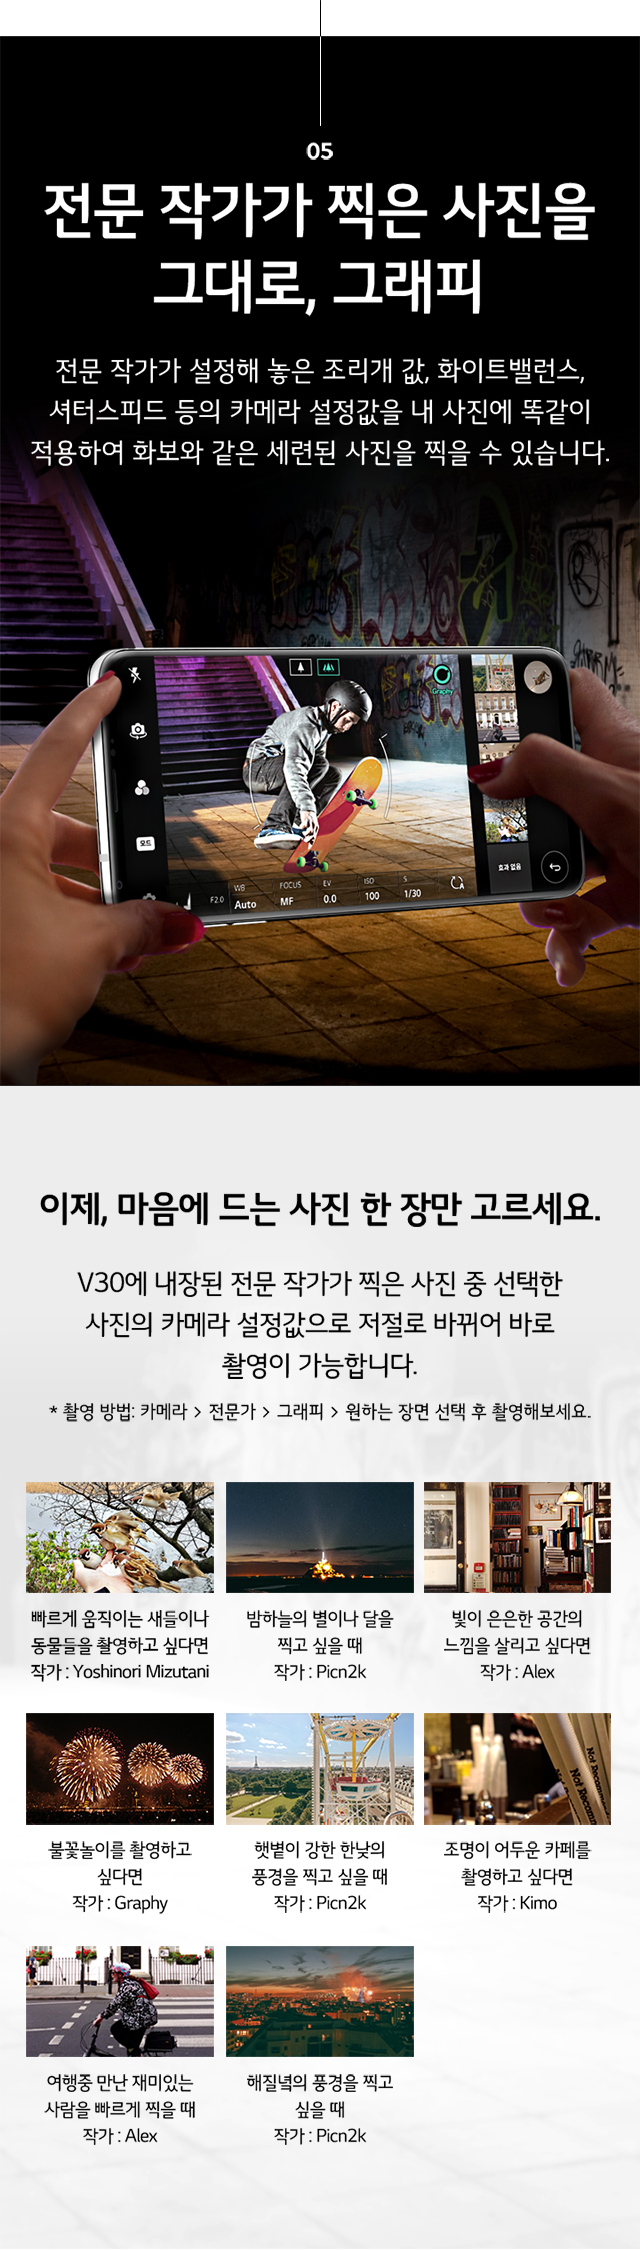 05
전문 작가가 찍은 사진을
그대로, 그래피
전문 작가가 설정해 놓은 조리개 값, 화이트밸런스,
셔터스피드 등의 카메라 설정값을 내 사진에 똑같이
적용하여 화보와 같은 세련된 사진을 찍을 수 있습니다.
Graphy
모드
효과 없음
F2.0
WB
Auto
FOCUS
MF
EV
0.0
ISO
100
S
1/30
이제, 마음에 드는 사진 한 장만 고르세요.
V30에 내장된 전문 작가가 찍은 사진 중 선택한
사진의 카메라 설정값으로 저절로 바뀌어 바로
촬영이 가능합니다.
* 촬영 방법: 카메라 > 전문가 > 그래피 > 원하는 장면 선택 후 촬영해보세요.
빠르게 움직이는 새들이나
동물들을 촬영하고 싶다면
작가 : Yoshinori Mizutani
밤하늘의 별이나 달을
찍고 싶을 때
작가 : Picn2k
빛이 은은한 공간의
느낌을 살리고 싶다면
작가 : Alex
Not Recomm
Not Recomm
불꽃놀이를 촬영하고
싶다면
작가 : Graphy
햇볕이 강한 한낮의
풍경을 찍고 싶을 때
작가 : Picn2k
조명이 어두운 카페를
촬영하고 싶다면
작가 : Kimo
여행중 만난 재미있는
사람을 빠르게 찍을 때
작가 : Alex
해질녘의 풍경을 찍고
싶을 때
작가 : Picn2k